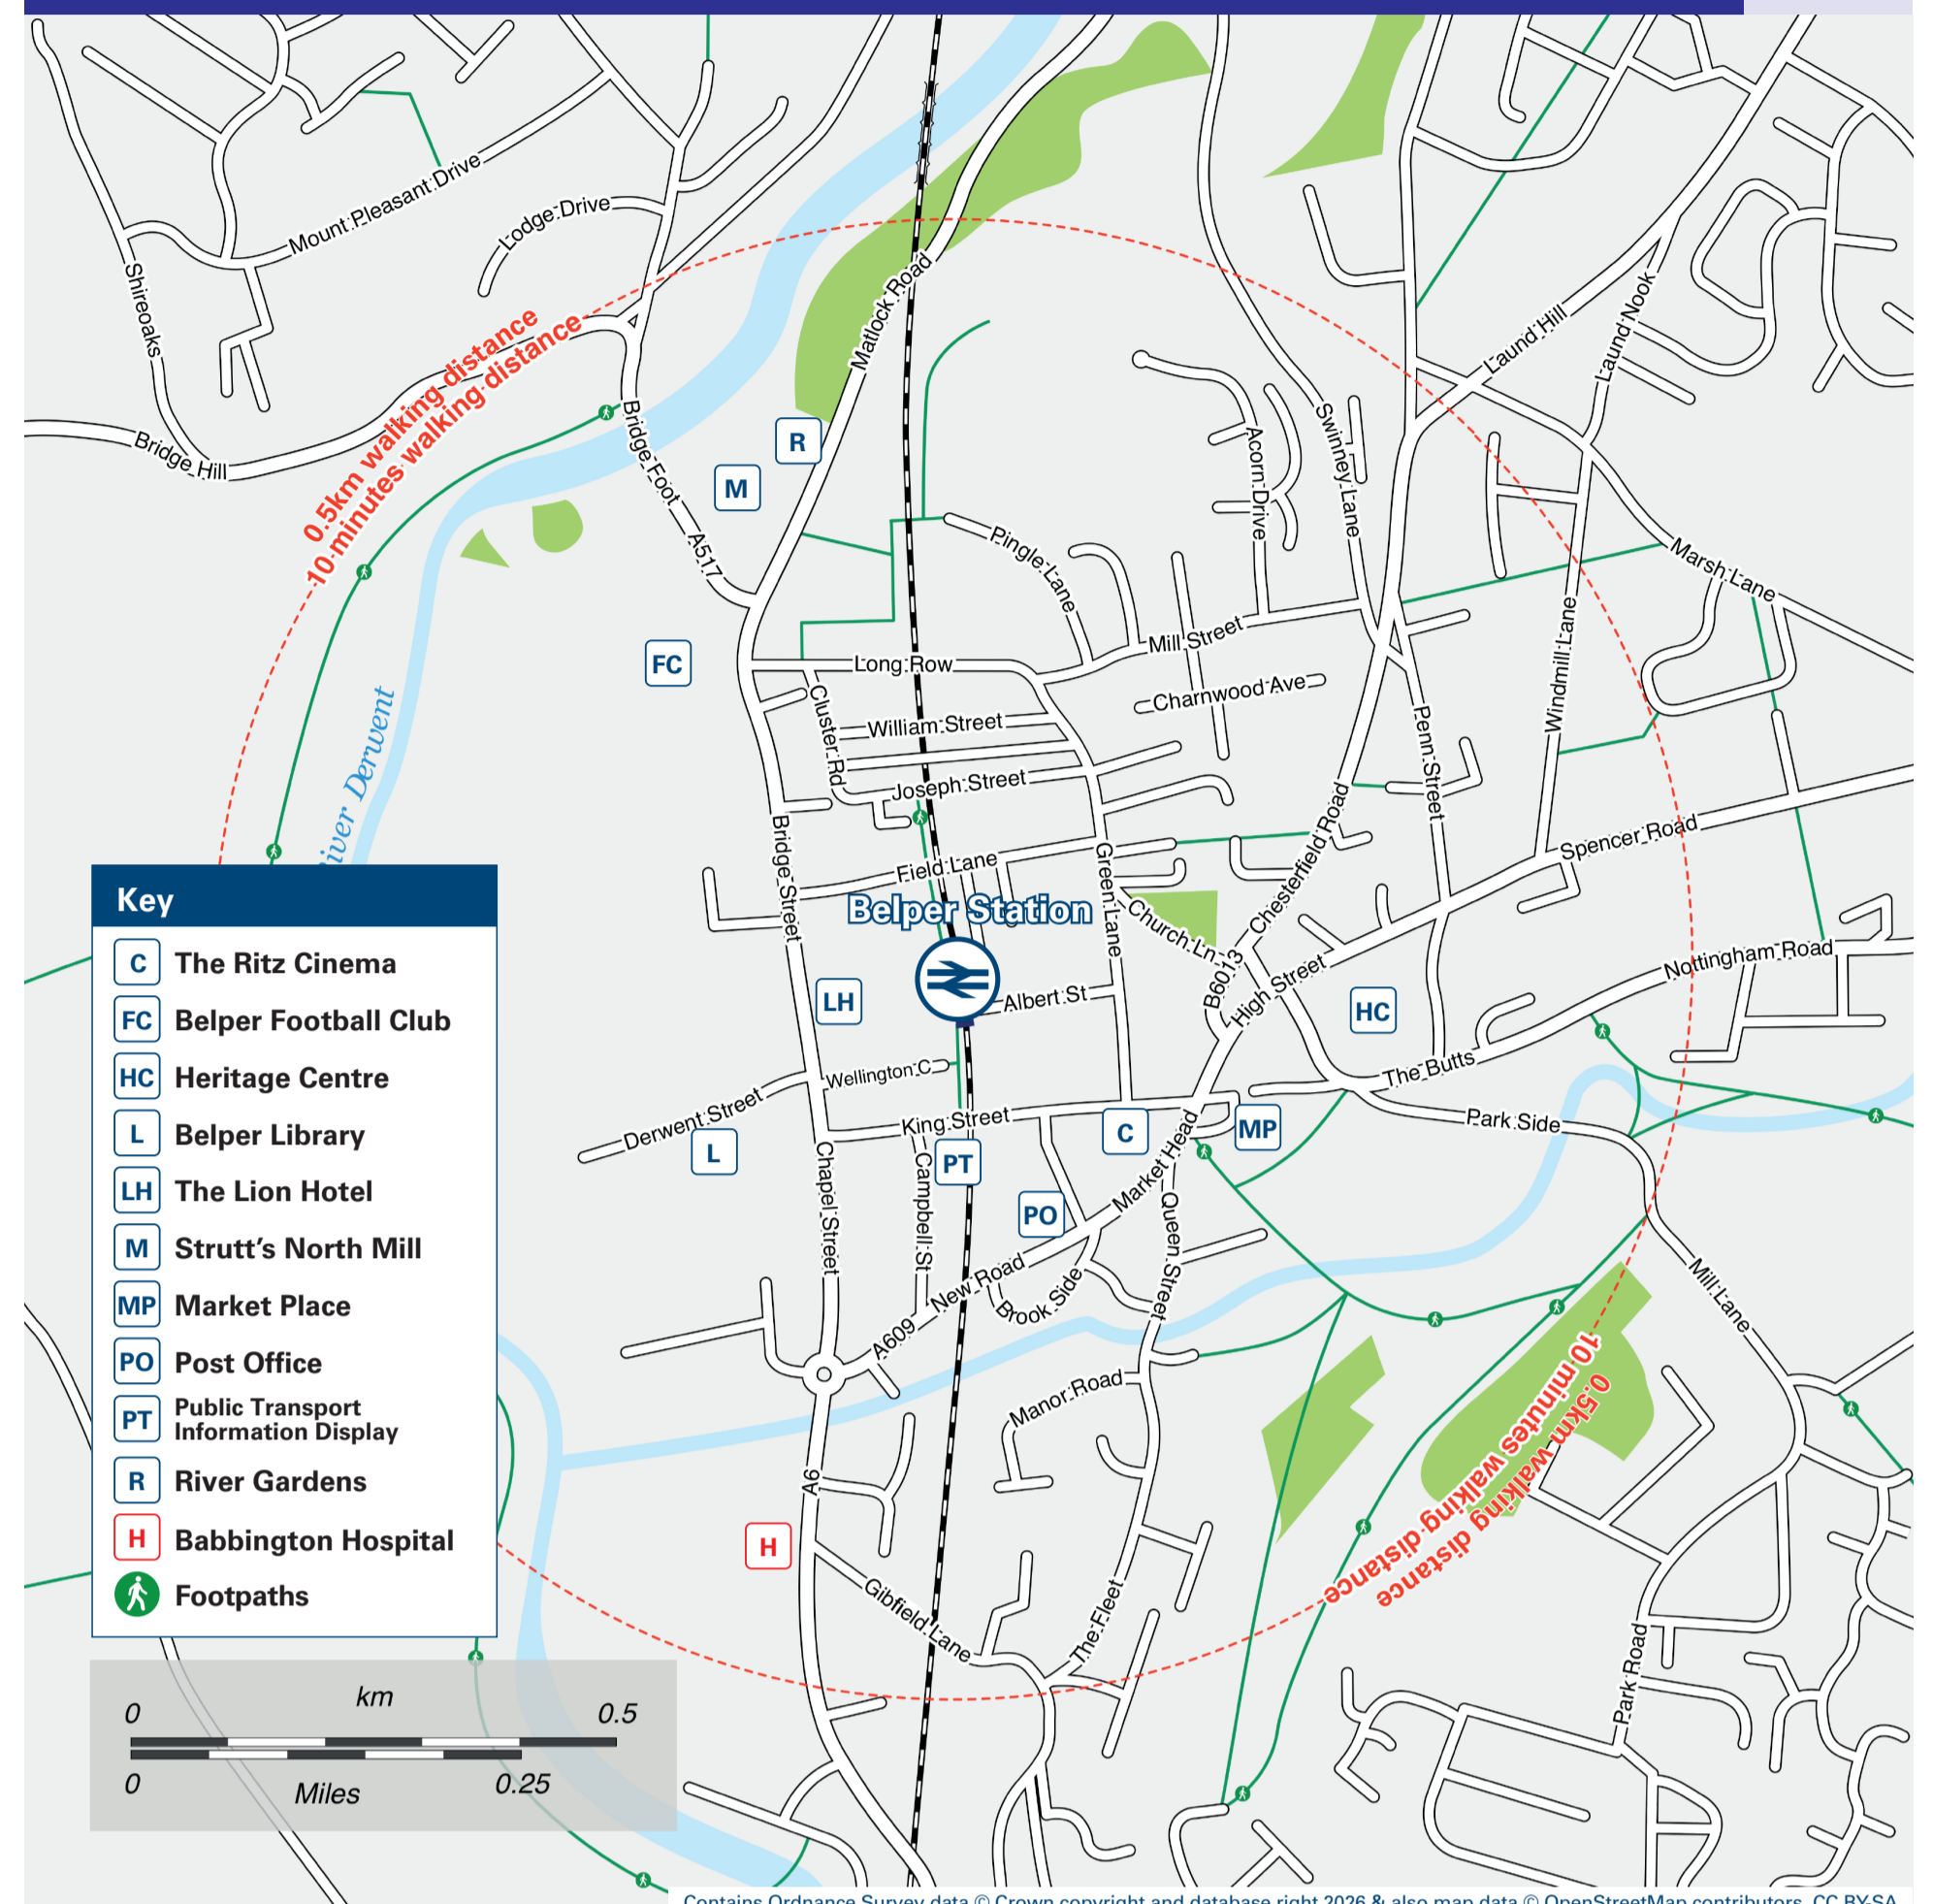 Mount Pleasant Drive
Lodge Drive
Shireoaks
Matlock Road
0.5km walking distance
10 minutes walking distance
Laund Hill
Laund Nook
Bridge Hill
Bridge Foot
R
M
A517
Acorn Drive
Swinney Lane
Pingle Lane
Marsh Lane
Mill Street
FC
Long Row
Charnwood Ave
Windmill Lane
Cluster Rd
William Street
Penn Street
Joseph Street
River Derwent
Bridge Street
Field Lane
Green Lane
Chesterfield Road
Spencer Road
Belper Station
Church Ln
B6013
High Street
Nottingham Road
LH
Albert St
HC
Wellington C
The Butts
Derwent Street
King Street
C
MP
Park Side
L
PT
Chapel Street
Campbell St
PO
Market Head
Queen Street
New Road
Brook Side
A609
Mill Lane
Manor Road
10 minutes walking distance
0.5km walking distance
A6
H
Gibfield Lane
The Fleet
Park Road
Key
C The Ritz Cinema
FC Belper Football Club
HC Heritage Centre
L Belper Library
LH The Lion Hotel
M Strutt's North Mill
MP Market Place
PO Post Office
PT Public Transport
Information Display
R River Gardens
H Babbington Hospital
Footpaths
km
0 0.5
0 0.25
Miles
Contains Ordnance Survey data © Crown copyright and database right 2026 & also map data © OpenStreetMap contributors, CC BY-SA